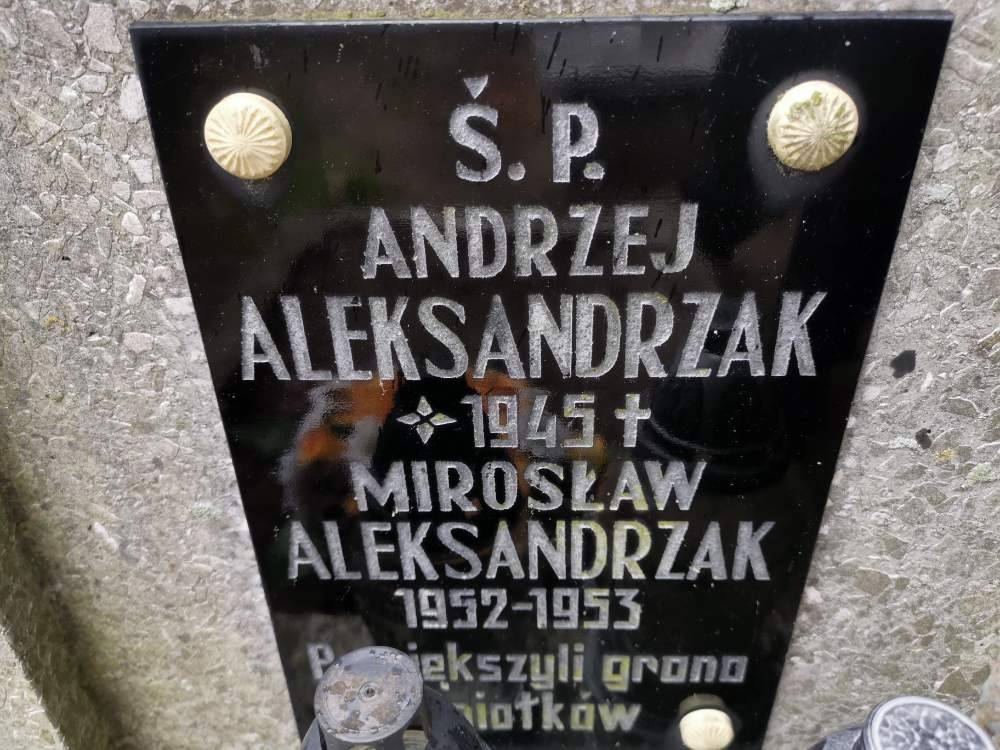 Ś. P.
ANDRZEJ
ALEKSANDRZAK
1945 ✝
MIROSŁAW
ALEKSANDRZAK
1952-1953
grono